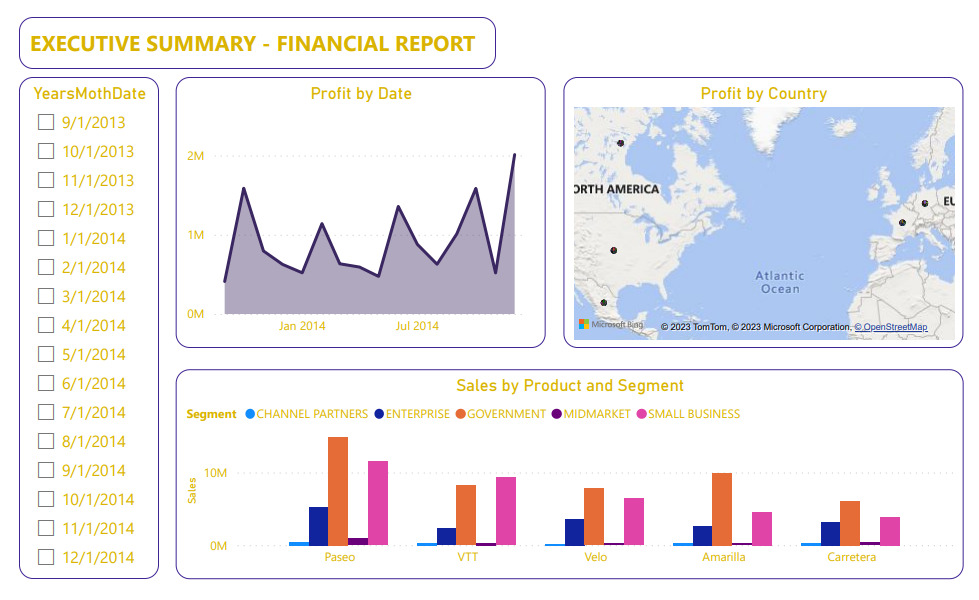 EXECUTIVE SUMMARY - FINANCIAL REPORT
YearsMothDate
9/1/2013
10/1/2013
11/1/2013
12/1/2013
1/1/2014
2/1/2014
3/1/2014
4/1/2014
5/1/2014
6/1/2014
7/1/2014
8/1/2014
9/1/2014
10/1/2014
11/1/2014
12/1/2014
Profit by Date
2M
1M
0M
Jan 2014 Jul 2014
Profit by Country
ORTH AMERICA
EU
Atlantic
Ocean
Microsoft Bing
© 2023 TomTom, © 2023 Microsoft Corporation, © OpenStreetMap
Sales by Product and Segment
Segment CHANNEL PARTNERS ENTERPRISE GOVERNMENT MIDMARKET SMALL BUSINESS
Sales
10M
0M
Paseo VTT Velo Amarilla Carretera